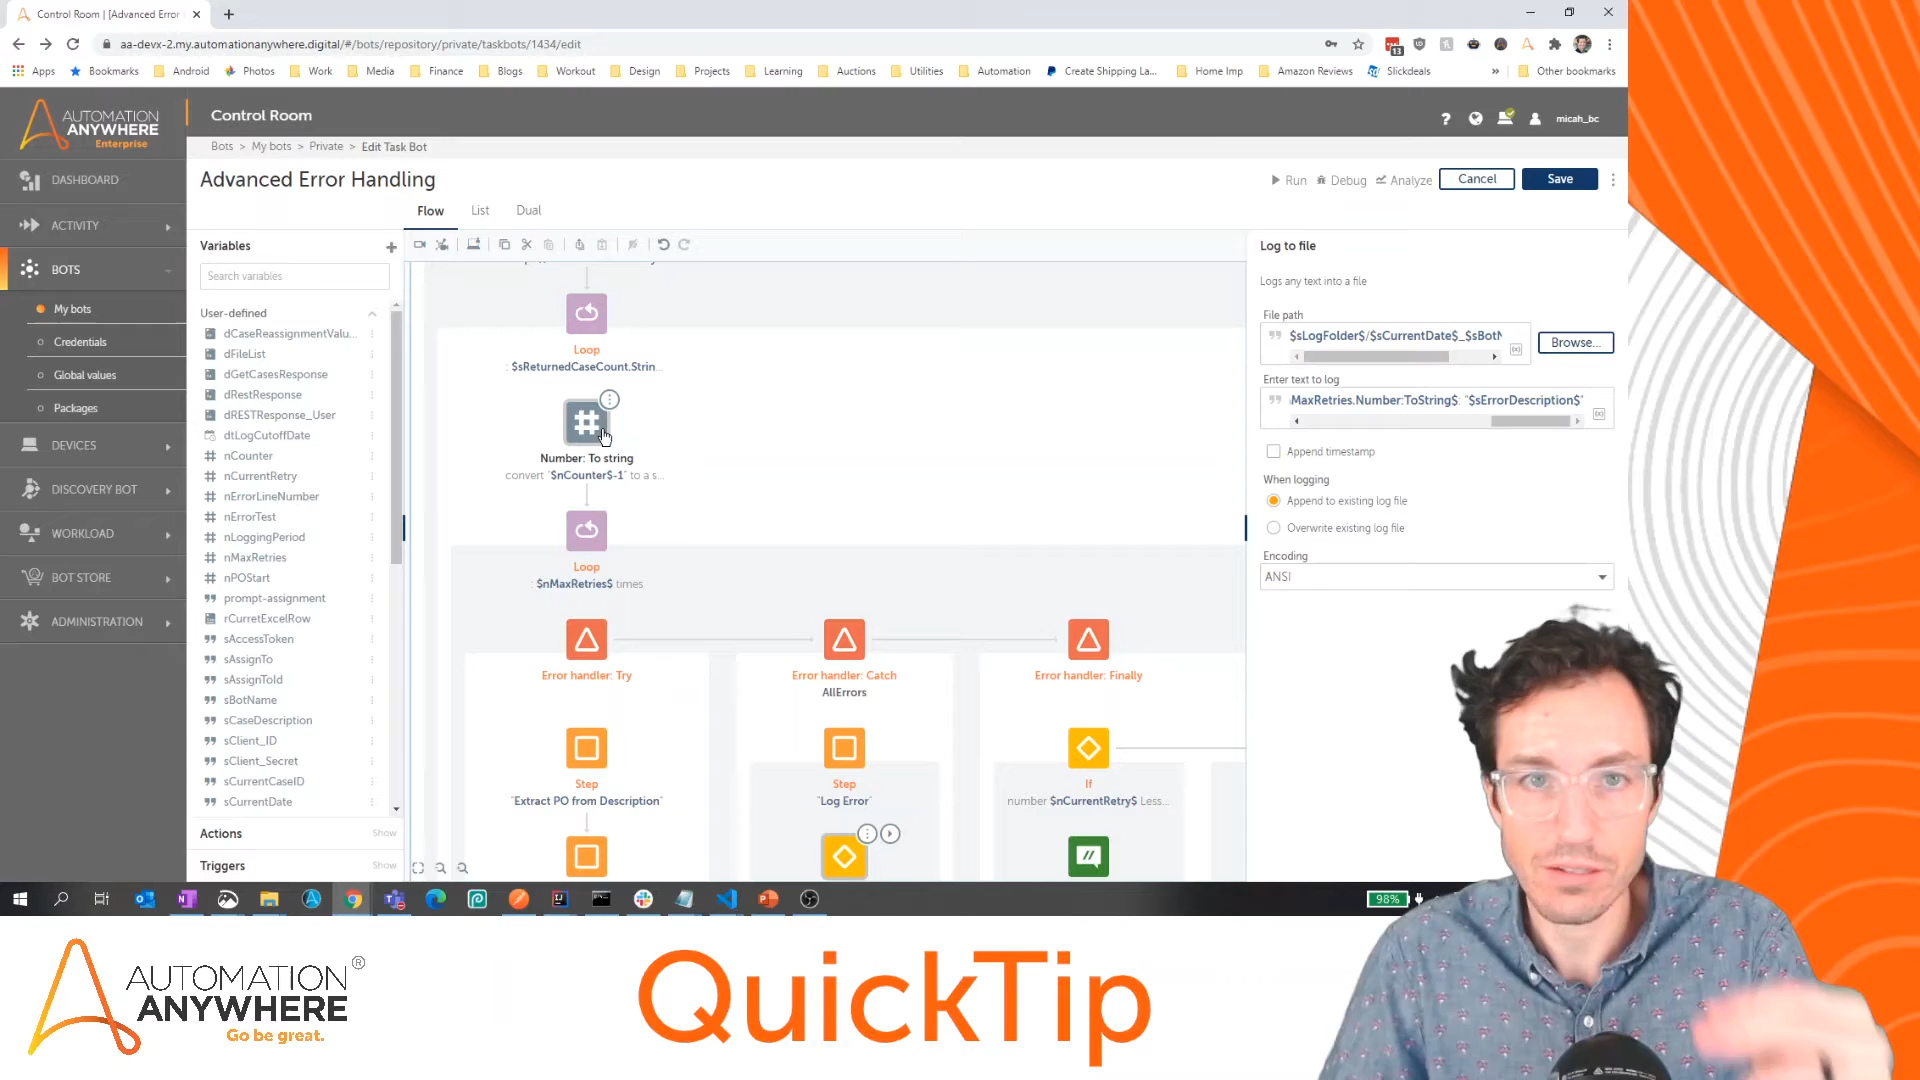 Control Room | [Advanced Error
aa-devx-2.my.automationanywhere.digital/#/bots/repository/private/taskbots/1434/edit
13
Apps
Bookmarks
Android
Photos
Work
Media
Finance
Blogs
Workout
Design
Projects
Learning
Auctions
Utilities
Automation
Create Shipping La...
Home Imp
Amazon Reviews
Slickdeals
»
Other bookmarks
AUTOMATION
ANYWHERE
Enterprise
Control Room
?
micah_bc
Bots > My bots > Private > Edit Task Bot
Advanced Error Handling
Run
Debug
Analyze
Cancel
Save
Flow
List
Dual
DASHBOARD
ACTIVITY
BOTS
My bots
Credentials
Global values
Packages
DEVICES
DISCOVERY BOT
WORKLOAD
BOT STORE
ADMINISTRATION
Variables
Search variables
User-defined
dCaseReassignmentValu...
dFileList
dGetCasesResponse
dRestResponse
dRESTResponse_User
dtLogCutoffDate
nCounter
nCurrentRetry
nErrorLineNumber
nErrorTest
nLoggingPeriod
nMaxRetries
nPOStart
prompt-assignment
rCurretExcelRow
sAccessToken
sAssignTo
sAssignToId
sBotName
sCaseDescription
sClient_ID
sClient_Secret
sCurrentCaseID
sCurrentDate
Actions
Show
Triggers
Show
Loop
: $sReturnedCaseCount.Strin...
Number: To string
convert "$nCounter$-1" to a s...
Loop
: $nMaxRetries$ times
Error handler: Try
Error handler: Catch
AllErrors
Error handler: Finally
Step
"Extract PO from Description"
Step
"Log Error"
If
number $nCurrentRetry$ Less...
Log to file
Logs any text into a file
File path
$sLogFolder$/$sCurrentDate$_$sBotN
Browse...
Enter text to log
MaxRetries.Number:ToString$: "$sErrorDescription$"
Append timestamp
When logging
Append to existing log file
Overwrite existing log file
Encoding
ANSI
98%
AUTOMATION
ANYWHERE
®
Go be great.
QuickTip